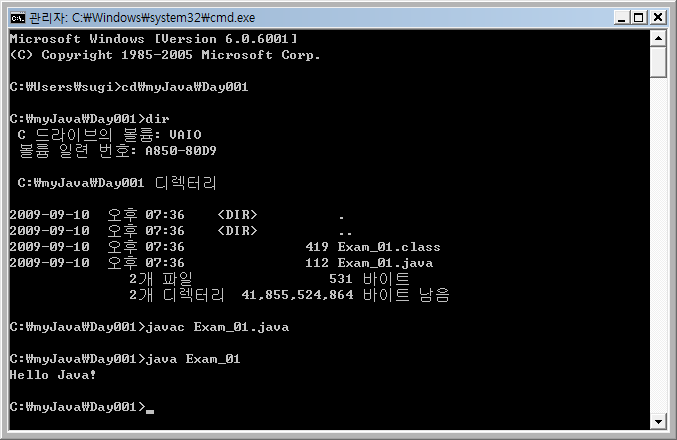 관리자: C:₩Windows₩system32₩cmd.exe
Microsoft Windows [Version 6.0.6001]
(C) Copyright 1985-2005 Microsoft Corp.
C:₩Users₩sugi>cd₩myJava₩Day001
C:₩myJava₩Day001>dir
C 드라이브의 볼륨: VAIO
볼륨 일련 번호: A850-80D9
C:₩myJava₩Day001 디렉터리
2009-09-10 오후 07:36 <DIR> .
2009-09-10 오후 07:36 <DIR> ..
2009-09-10 오후 07:36 419 Exam_01.class
2009-09-10 오후 07:36 112 Exam_01.java
2개 파일 531 바이트
2개 디렉터리 41,855,524,864 바이트 남음
C:₩myJava₩Day001>javac Exam_01.java
C:₩myJava₩Day001>java Exam_01
Hello Java!
C:₩myJava₩Day001>